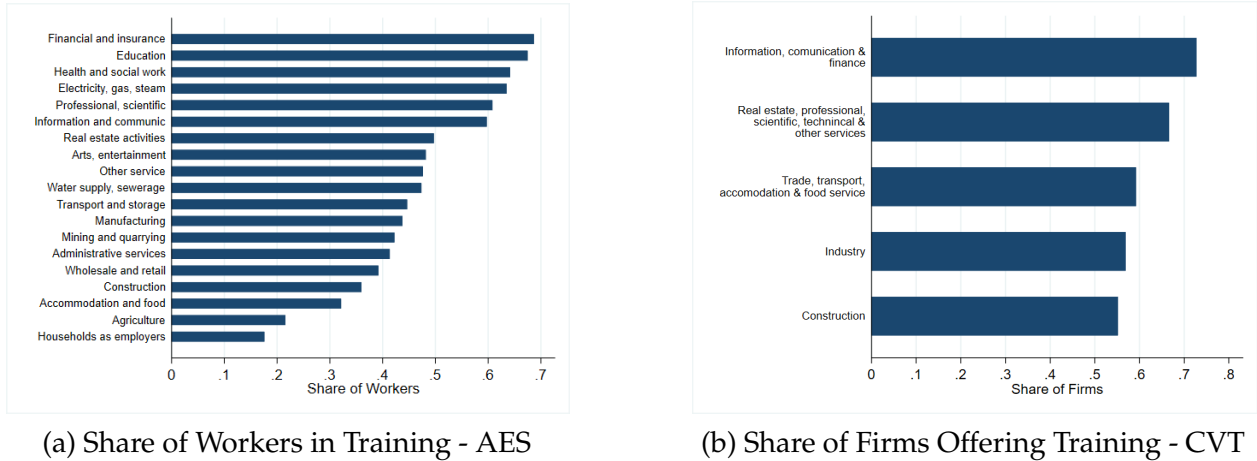 Financial and insurance
Education
Health and social work
Electricity, gas, steam
Professional, scientific
Information and communic
Real estate activities
Arts, entertainment
Other service
Water supply, sewerage
Transport and storage
Manufacturing
Mining and quarrying
Administrative services
Wholesale and retail
Construction
Accommodation and food
Agriculture
Households as employers
0 .1 .2 .3 .4 .5 .6 .7
Share of Workers
(a) Share of Workers in Training - AES
Information, comunication &
finance
Real estate, professional,
scientific, technincal &
other services
Trade, transport,
accomodation & food service
Industry
Construction
0 .1 .2 .3 .4 .5 .6 .7 .8
Share of Firms
(b) Share of Firms Offering Training - CVT